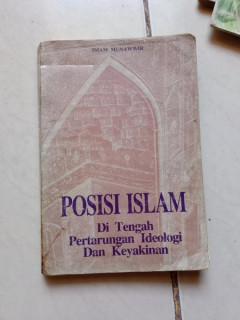 IMAM MUNAWWIR
POSISI ISLAM
Di Tengah
Pertarungan Ideologi
Dan Keyakinan